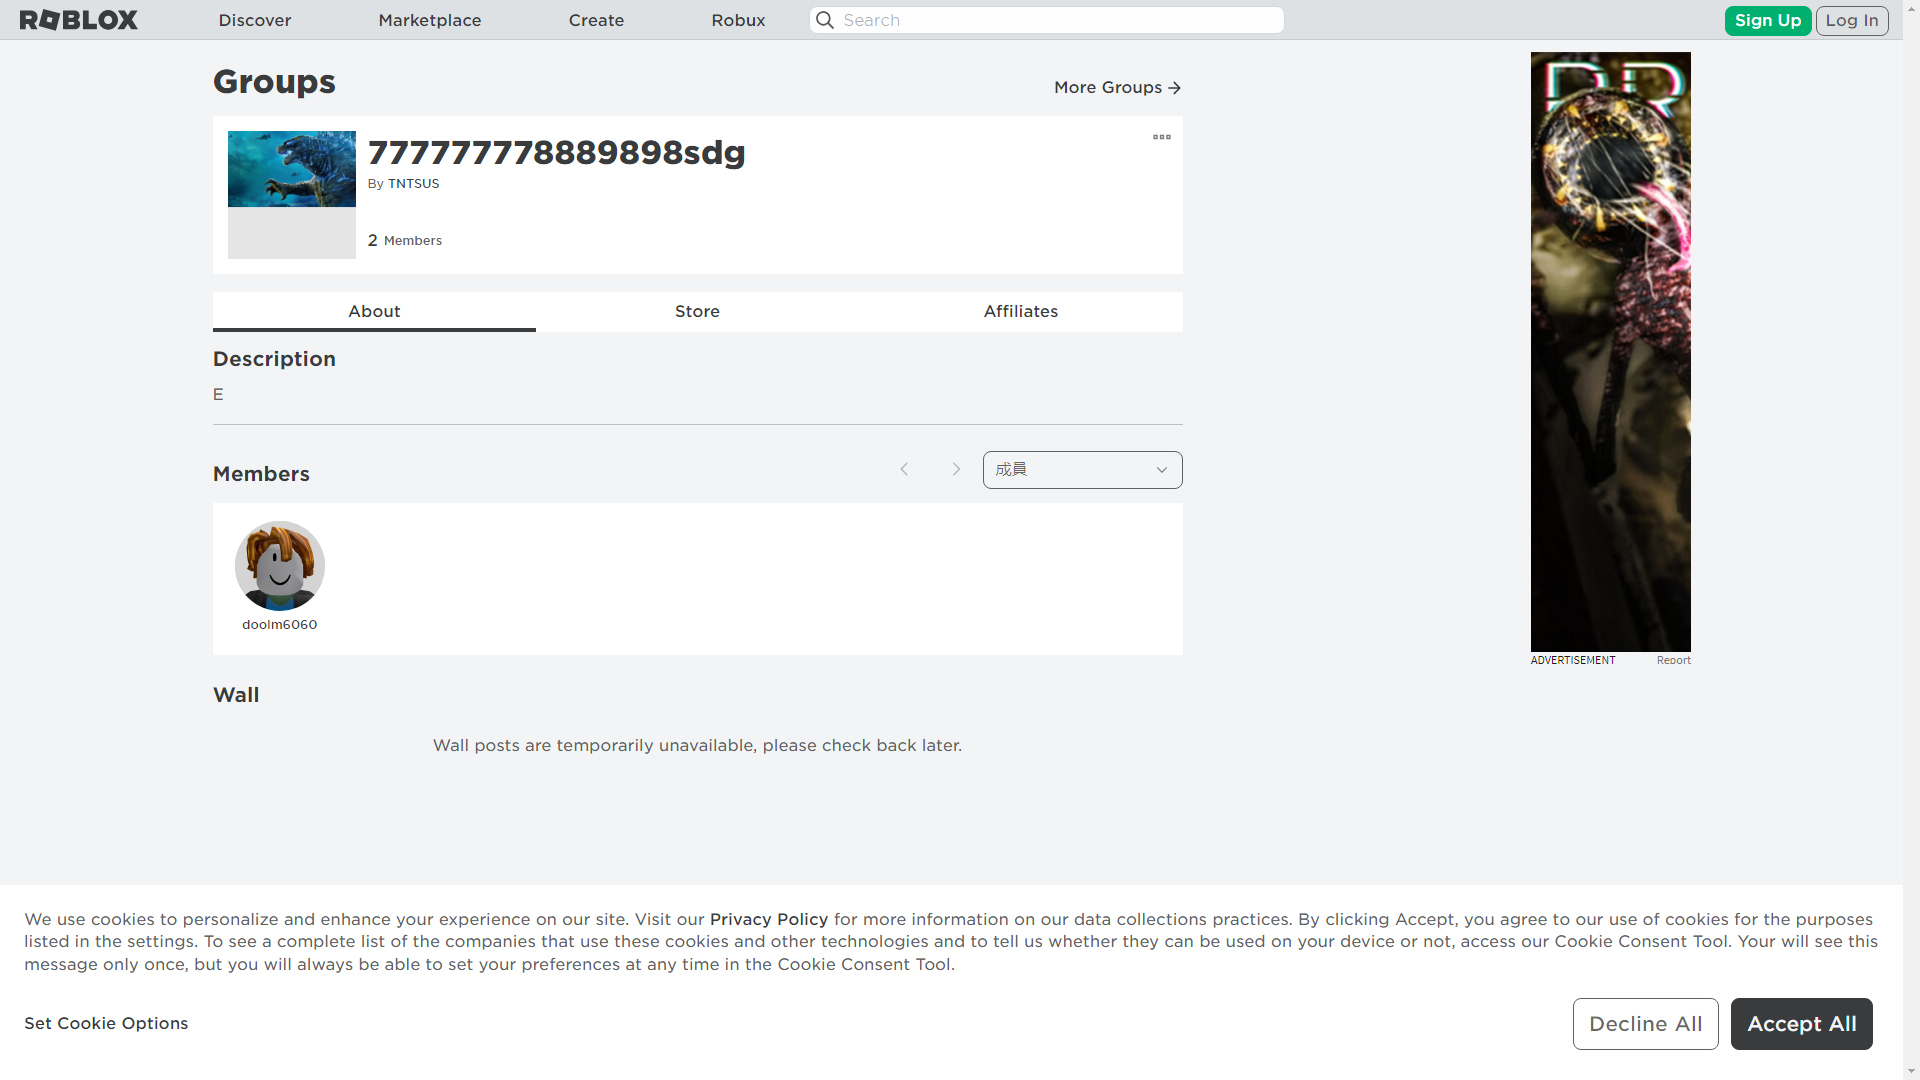 ROBLOX
Discover
Marketplace
Create
Robux
Search
Sign Up
Log In
Groups
More Groups
777777778889898sdg
By TNTSUS
2 Members
About
Store
Affiliates
Description
E
Members
成員
doolm6060
Wall
Wall posts are temporarily unavailable, please check back later.
DR
ADVERTISEMENT
Report
We use cookies to personalize and enhance your experience on our site. Visit our Privacy Policy for more information on our data collections practices. By clicking Accept, you agree to our use of cookies for the purposes
listed in the settings. To see a complete list of the companies that use these cookies and other technologies and to tell us whether they can be used on your device or not, access our Cookie Consent Tool. Your will see this
message only once, but you will always be able to set your preferences at any time in the Cookie Consent Tool.
Set Cookie Options
Decline All
Accept All